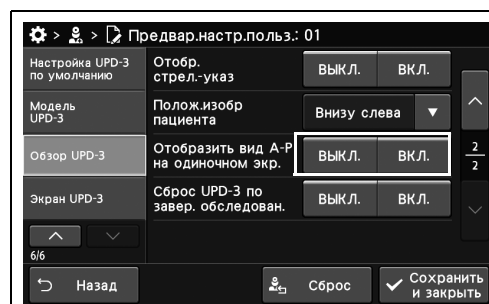 > > Предвар.настр.польз.: 01
Настройка UPD-3
по умолчанию
Модель
UPD-3
Обзор UPD-3
Экран UPD-3
6/6
Отобр.
стрел.-указ
ВЫКЛ. ВКЛ.
Полож.изобр
пациента
Внизу слева
Отобразить вид A-P
на одиночном экр.
ВЫКЛ. ВКЛ.
Сброс UPD-3 по
завер. обследован.
ВЫКЛ. ВКЛ.
2
2
Назад
Сброс
Сохранить
и закрыть